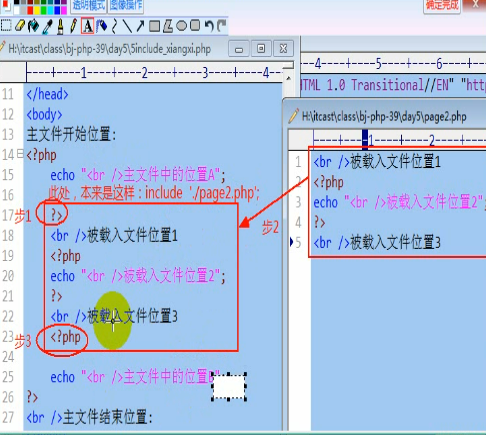 透明模式 图像操作
确定完成
H:\itcast\class\bj-php-39\day5\5include_xiangxi.php
----+----1----+----2----+----3----+----4-
11 </head>
12 <body>
13 主文件开始位置:
14 <?php
15 echo "<br />主文件中的位置A";
16 此处，本来是这样：include './page2.php';
步1
17 ?>
18 <br />被载入文件位置1
19 <?php
20 echo "<br />被载入文件位置2";
21 ?>
22 <br />被载入文件位置3
步3
23 <?php
24
25 echo "<br />主文件中的位置
26 ?>
27 <br />主文件结束位置:
步2
-4----+----5----+----6----+----7--
TML 1.0 Transitional//EN" "http
H:\itcast\class\bj-php-39\day5\page2.php
----+----1----+----2----
1 <br />被载入文件位置1
2 <?php
3 echo "<br />被载入文件位置2";
4 ?>
5 <br />被载入文件位置3